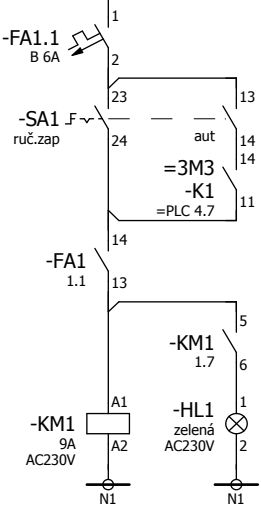 1
-FA1.1
B 6A
2
23 13
-SA1
ruč.zap aut
24 14
14
=3M3
-K1
=PLC 4.7 11
14
-FA1
1.1 13
5
-KM1
1.7 6
A1 1
-KM1 -HL1
9A zelená
AC230V A2 AC230V 2
N1 N1